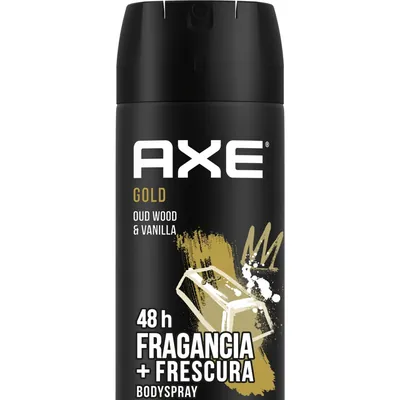 AXE®
GOLD
OUD WOOD
& VANILLA
48 h
FRAGANCIA
+ FRESCURA
BODYSPRAY